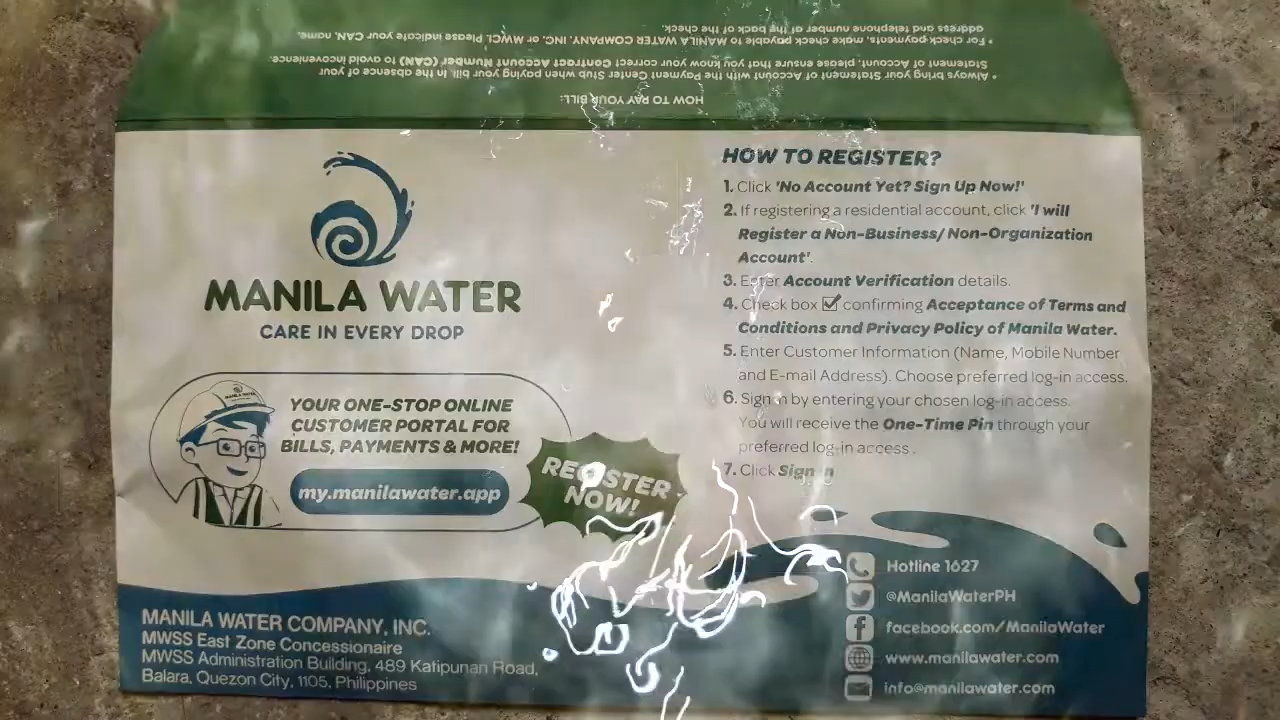 HOW TO PAY YOUR BILL:
* Always bring your Statement of Account with the Payment Center Stub when paying your bill. In the absence of your
Statement of Account, please ensure that you know your correct Contract Account Number (CAN) to avoid inconvenience.
* For check payments, make check payable to MANILA WATER COMPANY, INC. or MWCI. Please indicate your CAN, name,
address and telephone number at the back of the check.
MANILA WATER
MANILA WATER
CARE IN EVERY DROP
YOUR ONE-STOP ONLINE
CUSTOMER PORTAL FOR
BILLS, PAYMENTS & MORE!
my.manilawater.app
REGISTER
NOW!
HOW TO REGISTER?
1. Click 'No Account Yet? Sign Up Now!'
2. If registering a residential account, click 'I will
Register a Non-Business/ Non-Organization
Account'.
3. Enter Account Verification details.
4. Check box ☑ confirming Acceptance of Terms and
Conditions and Privacy Policy of Manila Water.
5. Enter Customer Information (Name, Mobile Number
and E-mail Address). Choose preferred log-in access.
6. Sign in by entering your chosen log-in access.
You will receive the One-Time Pin through your
preferred log-in access.
7. Click Sign in
MANILA WATER COMPANY, INC.
MWSS East Zone Concessionaire
MWSS Administration Building, 489 Katipunan Road,
Balara, Quezon City, 1105, Philippines
Hotline 1627
@ManilaWaterPH
facebook.com/ManilaWater
www.manilawater.com
info@manilawater.com